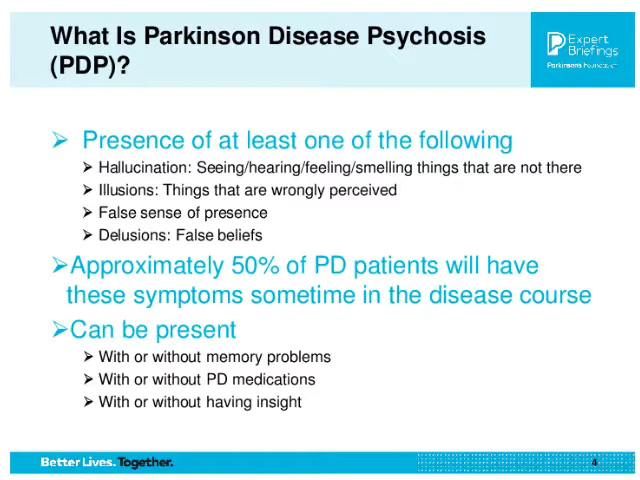 What Is Parkinson Disease Psychosis
(PDP)?
Expert
Briefings
Parkinson's Foundation
➢ Presence of at least one of the following
➢ Hallucination: Seeing/hearing/feeling/smelling things that are not there
➢ Illusions: Things that are wrongly perceived
➢ False sense of presence
➢ Delusions: False beliefs
➢Approximately 50% of PD patients will have
these symptoms sometime in the disease course
➢Can be present
➢ With or without memory problems
➢ With or without PD medications
➢ With or without having insight
Better Lives. Together.
4